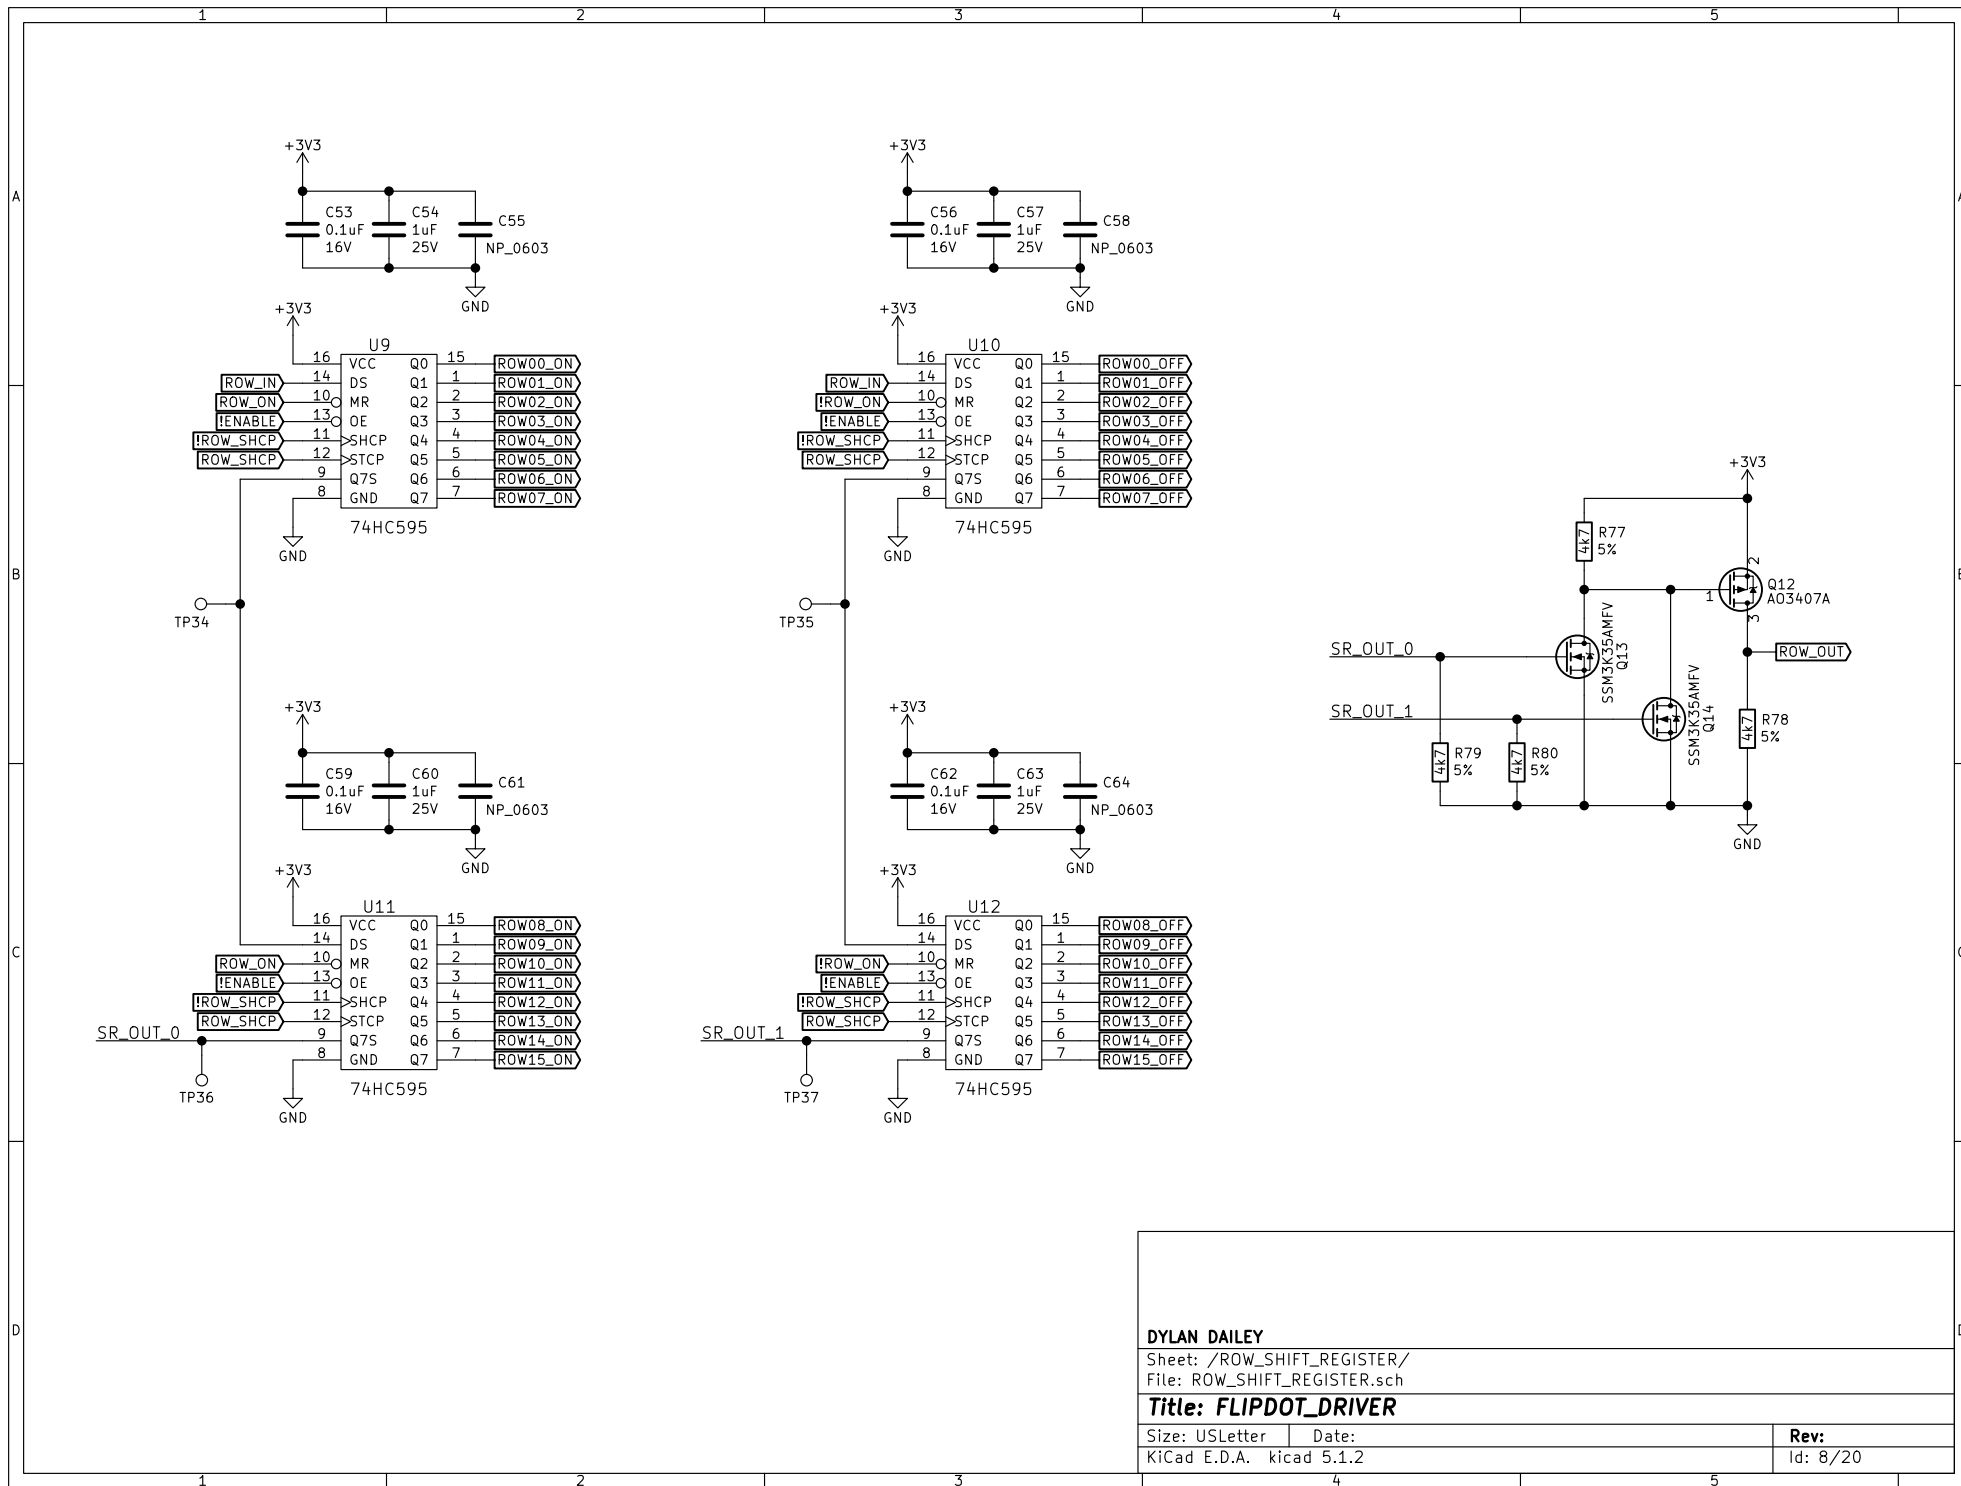 1 2 3 4 5
A
B
C
D
+3V3
C53
0.1uF
16V
C54
1uF
25V
C55
NP_0603
GND
+3V3
U9
16 VCC Q0 15 ROW00_ON
ROW_IN 14 DS Q1 1 ROW01_ON
ROW_ON 10 MR Q2 2 ROW02_ON
!ENABLE 13 OE Q3 3 ROW03_ON
!ROW_SHCP 11 SHCP Q4 4 ROW04_ON
ROW_SHCP 12 STCP Q5 5 ROW05_ON
9 Q7S Q6 6 ROW06_ON
8 GND Q7 7 ROW07_ON
74HC595
GND
TP34
+3V3
C59
0.1uF
16V
C60
1uF
25V
C61
NP_0603
GND
+3V3
U11
16 VCC Q0 15 ROW08_ON
14 DS Q1 1 ROW09_ON
ROW_ON 10 MR Q2 2 ROW10_ON
!ENABLE 13 OE Q3 3 ROW11_ON
!ROW_SHCP 11 SHCP Q4 4 ROW12_ON
ROW_SHCP 12 STCP Q5 5 ROW13_ON
SR_OUT_0 9 Q7S Q6 6 ROW14_ON
8 GND Q7 7 ROW15_ON
74HC595
TP36
GND
+3V3
C56
0.1uF
16V
C57
1uF
25V
C58
NP_0603
GND
+3V3
U10
16 VCC Q0 15 ROW00_OFF
ROW_IN 14 DS Q1 1 ROW01_OFF
!ROW_ON 10 MR Q2 2 ROW02_OFF
!ENABLE 13 OE Q3 3 ROW03_OFF
!ROW_SHCP 11 SHCP Q4 4 ROW04_OFF
ROW_SHCP 12 STCP Q5 5 ROW05_OFF
9 Q7S Q6 6 ROW06_OFF
8 GND Q7 7 ROW07_OFF
74HC595
GND
TP35
+3V3
C62
0.1uF
16V
C63
1uF
25V
C64
NP_0603
GND
+3V3
U12
16 VCC Q0 15 ROW08_OFF
14 DS Q1 1 ROW09_OFF
!ROW_ON 10 MR Q2 2 ROW10_OFF
!ENABLE 13 OE Q3 3 ROW11_OFF
!ROW_SHCP 11 SHCP Q4 4 ROW12_OFF
ROW_SHCP 12 STCP Q5 5 ROW13_OFF
SR_OUT_1 9 Q7S Q6 6 ROW14_OFF
8 GND Q7 7 ROW15_OFF
74HC595
TP37
GND
+3V3
4k7 R77
5%
2
Q12
AO3407A
1
3
SSM3K35AMFV
Q13
SR_OUT_0
ROW_OUT
SSM3K35AMFV
Q14
SR_OUT_1
4k7 R78
5%
4k7 R79
5%
4k7 R80
5%
GND
DYLAN DAILEY
Sheet: /ROW_SHIFT_REGISTER/
File: ROW_SHIFT_REGISTER.sch
Title: FLIPDOT_DRIVER
Size: USLetter Date: Rev:
KiCad E.D.A. kicad 5.1.2 Id: 8/20
1 2 3 4 5